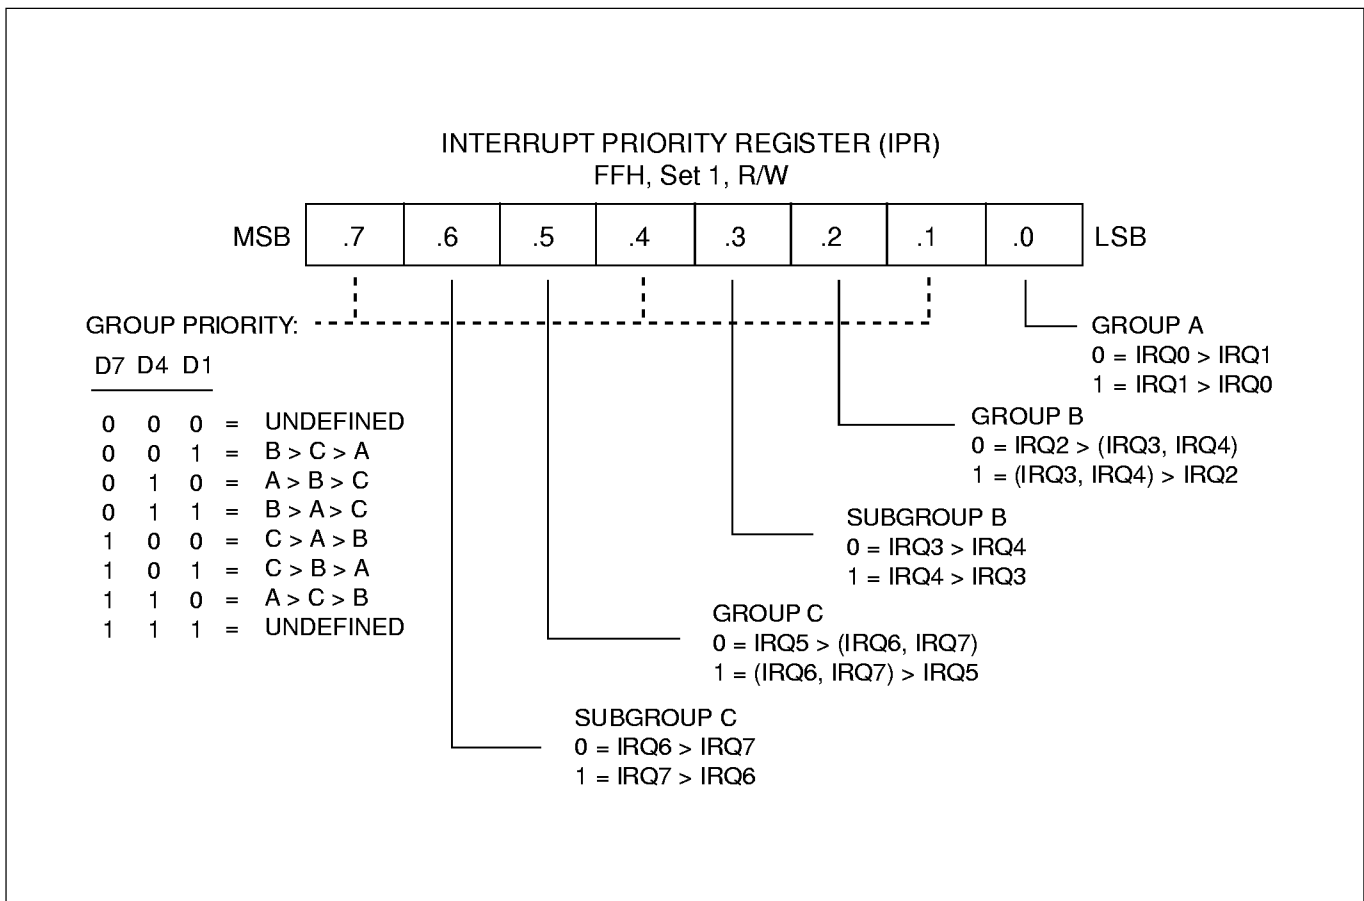 INTERRUPT PRIORITY REGISTER (IPR)
FFH, Set 1, R/W
MSB .7 .6 .5 .4 .3 .2 .1 .0 LSB
GROUP PRIORITY:
D7 D4 D1
0 0 0 = UNDEFINED
0 0 1 = B > C > A
0 1 0 = A > B > C
0 1 1 = B > A > C
1 0 0 = C > A > B
1 0 1 = C > B > A
1 1 0 = A > C > B
1 1 1 = UNDEFINED
GROUP A
0 = IRQ0 > IRQ1
1 = IRQ1 > IRQ0
GROUP B
0 = IRQ2 > (IRQ3, IRQ4)
1 = (IRQ3, IRQ4) > IRQ2
SUBGROUP B
0 = IRQ3 > IRQ4
1 = IRQ4 > IRQ3
GROUP C
0 = IRQ5 > (IRQ6, IRQ7)
1 = (IRQ6, IRQ7) > IRQ5
SUBGROUP C
0 = IRQ6 > IRQ7
1 = IRQ7 > IRQ6